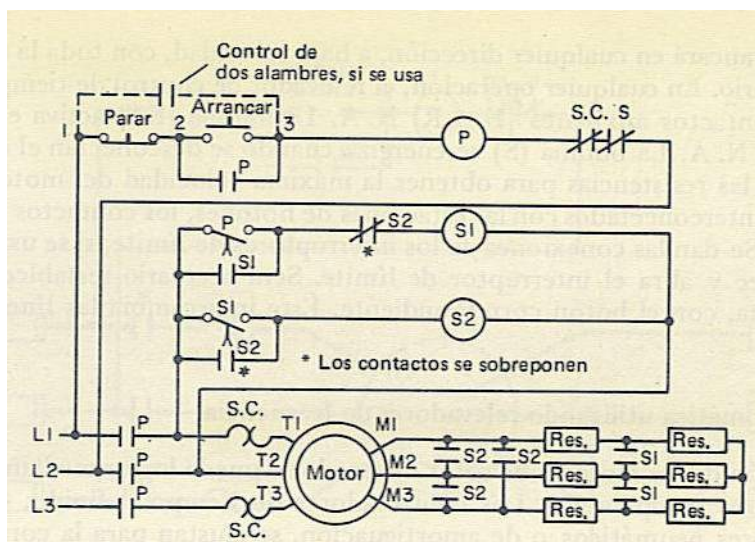 Control de
dos alambres, si se usa
Parar
Arrancar
1
2
3
P
S.C. S
P
P
S2
S1
*
S1
S1
S2
S2
*
* Los contactos se sobreponen
S.C.
L1
P
T1
M1
Res.
Res.
S2
S2
S1
L2
P
T2
Motor
M2
Res.
Res.
S2
S1
L3
P
T3
M3
Res.
Res.
S.C.